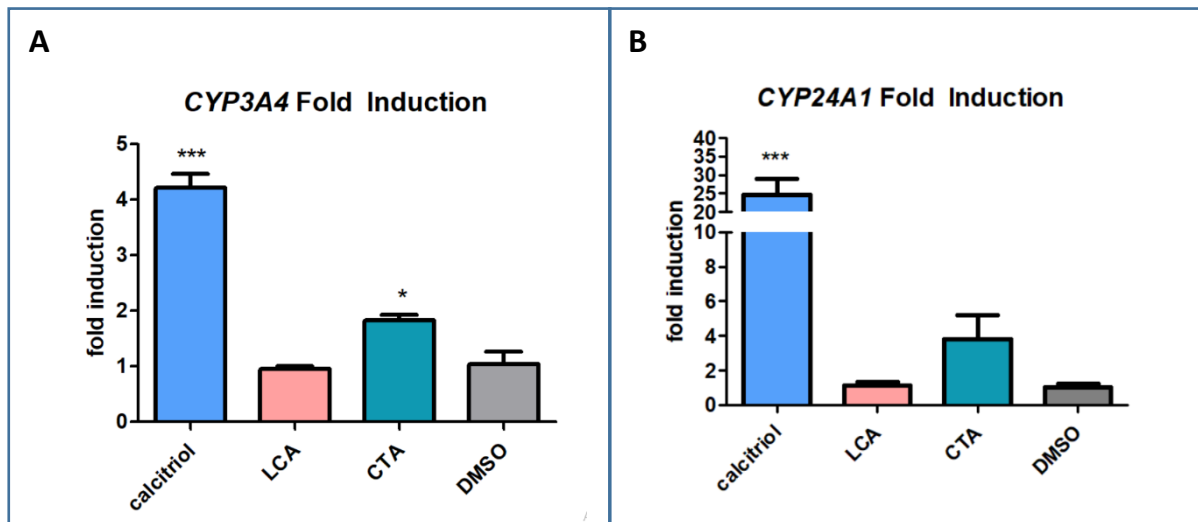 A
CYP3A4 Fold Induction
fold induction
5
4
3
2
1
0
***
*
calcitriol
LCA
CTA
DMSO
B
CYP24A1 Fold Induction
fold induction
40
35
30
25
20
10
8
6
4
2
0
***
calcitriol
LCA
CTA
DMSO